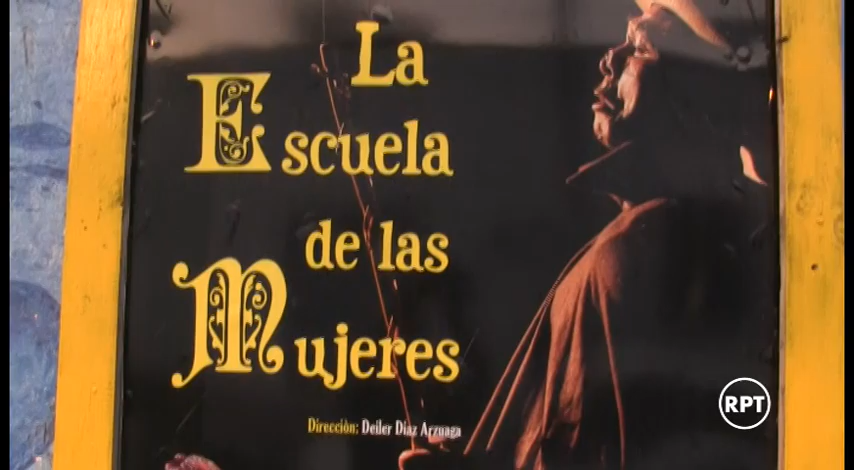 La
Escuela
de las
Mujeres
Dirección: Deiler Díaz Arzuaga
RPT